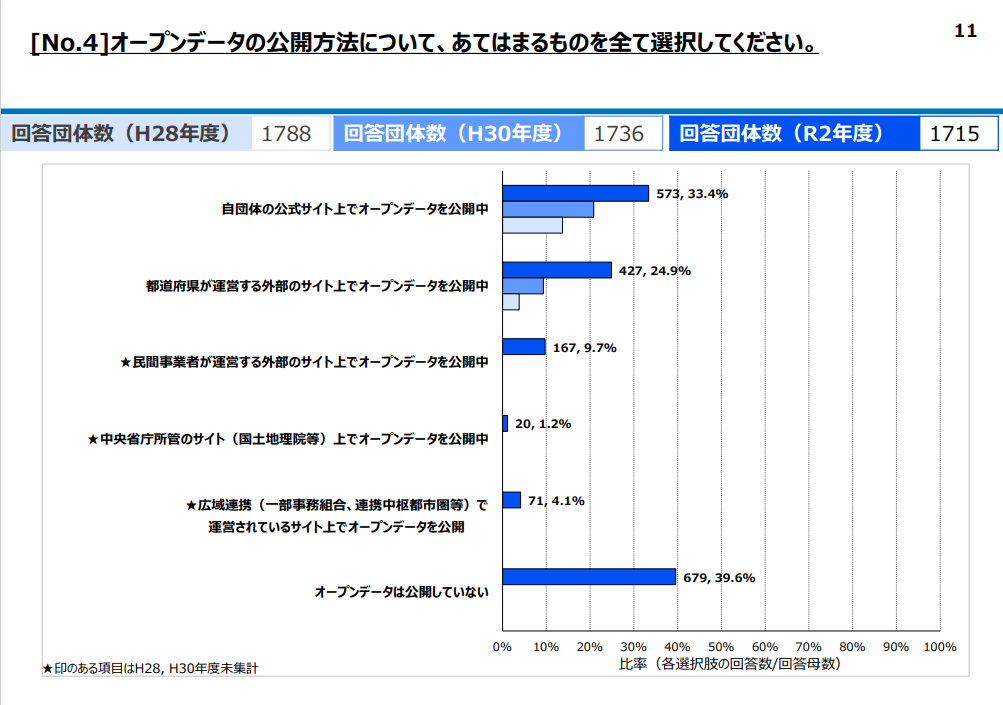 [No.4]オープンデータの公開方法について、あてはまるものを全て選択してください。
11
回答団体数（H28年度） 1788 回答団体数（H30年度） 1736 回答団体数（R2年度） 1715
自団体の公式サイト上でオープンデータを公開中 573, 33.4%
都道府県が運営する外部のサイト上でオープンデータを公開中 427, 24.9%
★民間事業者が運営する外部のサイト上でオープンデータを公開中 167, 9.7%
★中央省庁所管のサイト（国土地理院等）上でオープンデータを公開中 20, 1.2%
★広域連携（一部事務組合、連携中枢都市圏等）で
運営されているサイト上でオープンデータを公開 71, 4.1%
オープンデータは公開していない 679, 39.6%
0% 10% 20% 30% 40% 50% 60% 70% 80% 90% 100%
比率（各選択肢の回答数/回答母数）
★印のある項目はH28, H30年度未集計